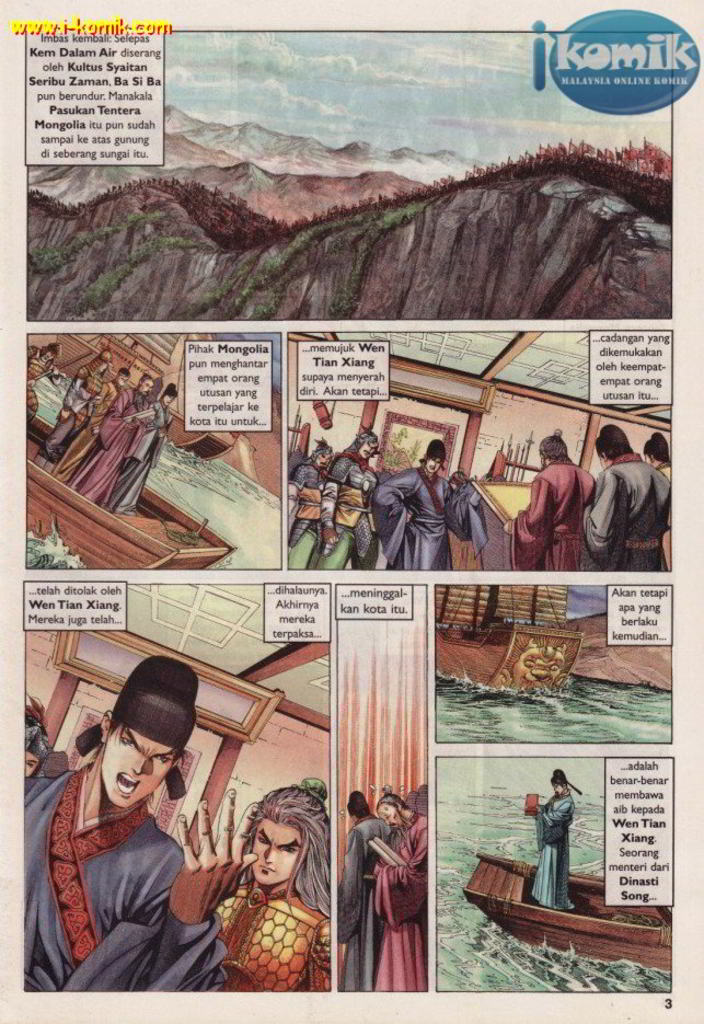 www.i-komik.com
ikomik
MALAYSIA ONLINE KOMIK
Imbas kembali: Selepas
Kem Dalam Air diserang
oleh Kultus Syaitan
Seribu Zaman, Ba Si Ba
pun berundur. Manakala
Pasukan Tentera
Mongolia itu pun sudah
sampai ke atas gunung
di seberang sungai itu.
Pihak Mongolia
pun menghantar
empat orang
utusan yang
terpelajar ke
kota itu untuk...
...memujuk Wen
Tian Xiang
supaya menyerah
diri. Akan tetapi...
...cadangan yang
dikemukakan
oleh keempat-
empat orang
utusan itu...
...telah ditolak oleh
Wen Tian Xiang.
Mereka juga telah...
...dihalaunya.
Akhirnya
mereka
terpaksa...
...meninggal-
kan kota itu.
Akan tetapi
apa yang
berlaku
kemudian...
...adalah
benar-benar
membawa
aib kepada
Wen Tian
Xiang.
Seorang
menteri dari
Dinasti
Song...
3